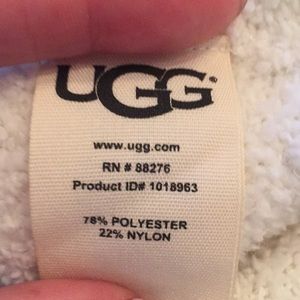 UGG
www.ugg.com
RN # 88276
Product ID# 1018963
78% POLYESTER
22% NYLON